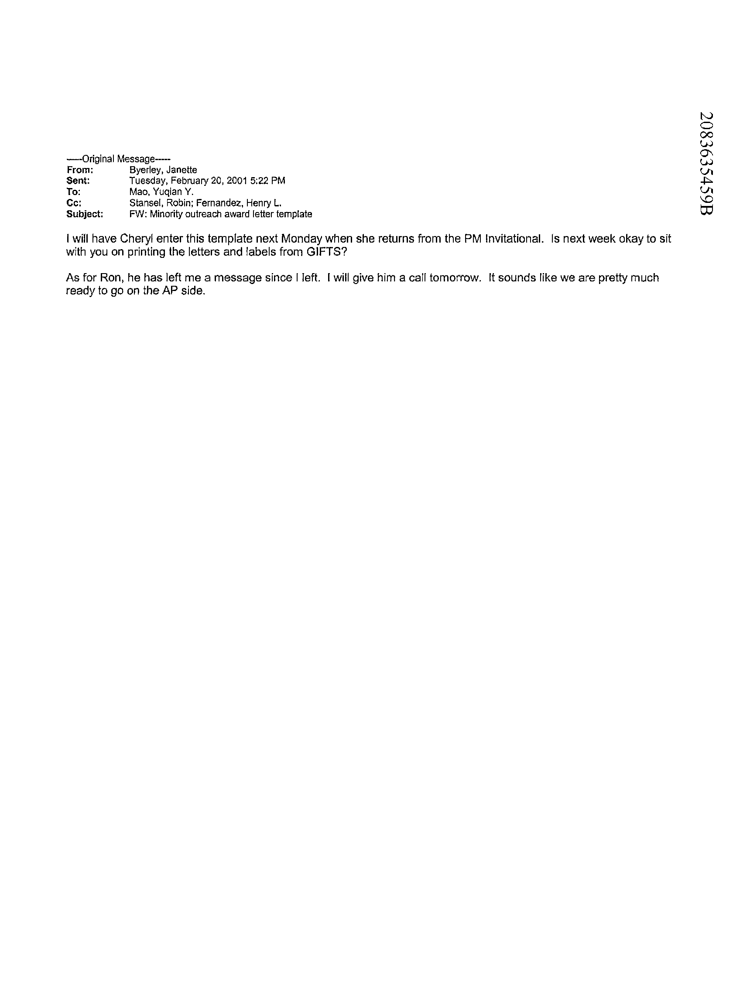 -----Original Message-----
From: Byerley, Janette
Sent: Tuesday, February 20, 2001 5:22 PM
To: Mao, Yuqian Y.
Cc: Stansel, Robin; Fernandez, Henry L.
Subject: FW: Minority outreach award letter template
I will have Cheryl enter this template next Monday when she returns from the PM Invitational. Is next week okay to sit
with you on printing the letters and labels from GIFTS?
As for Ron, he has left me a message since I left. I will give him a call tomorrow. It sounds like we are pretty much
ready to go on the AP side.
2083635459B